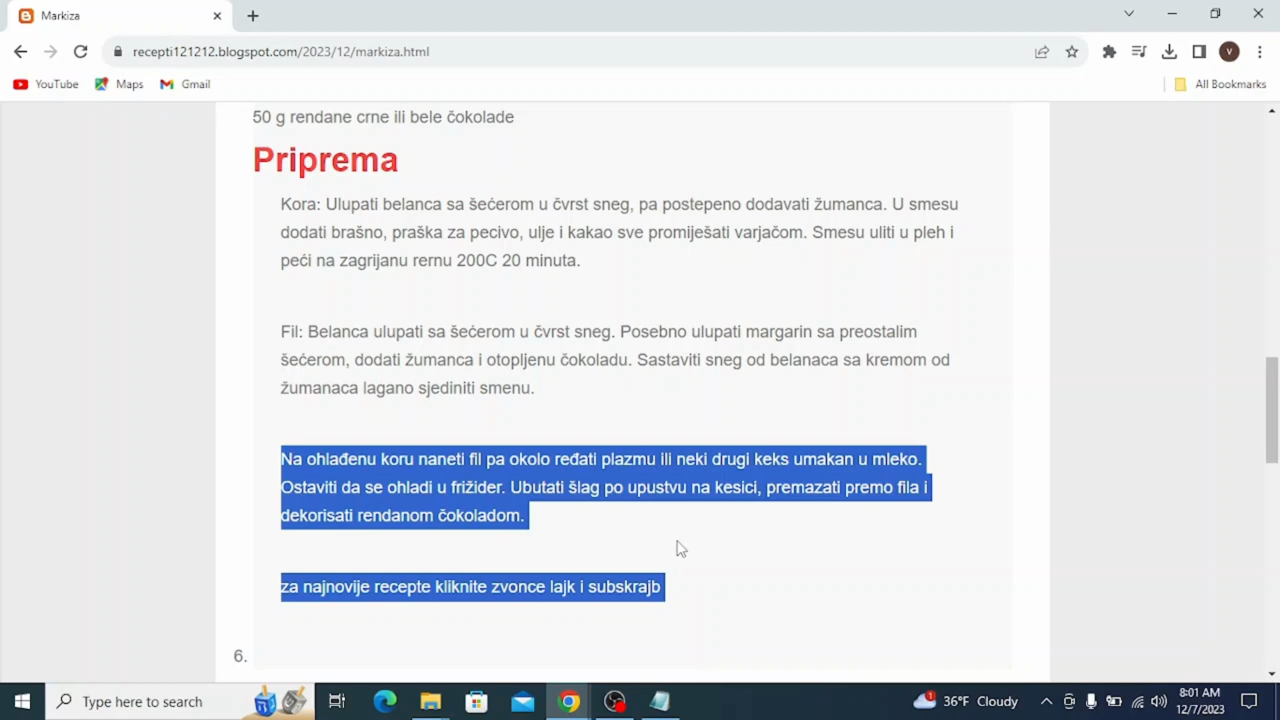 Markiza
recepti121212.blogspot.com/2023/12/markiza.html
V
YouTube
Maps
Gmail
All Bookmarks
50 g rendane crne ili bele čokolade
Priprema
Kora: Ulupati belanca sa šećerom u čvrst sneg, pa postepeno dodavati žumanca. U smesu
dodati brašno, praška za pecivo, ulje i kakao sve promiješati varjačom. Smesu uliti u pleh i
peći na zagrijanu rernu 200C 20 minuta.
Fil: Belanca ulupati sa šećerom u čvrst sneg. Posebno ulupati margarin sa preostalim
šećerom, dodati žumanca i otopljenu čokoladu. Sastaviti sneg od belanaca sa kremom od
žumanaca lagano sjediniti smenu.
Na ohlađenu koru naneti fil pa okolo ređati plazmu ili neki drugi keks umakan u mleko.
Ostaviti da se ohladi u frižider. Ubutati šlag po upustvu na kesici, premazati premo fila i
dekorisati rendanom čokoladom.
za najnovije recepte kliknite zvonce lajk i subskrajb
6.
Type here to search
1
36°F Cloudy
8:01 AM
12/7/2023